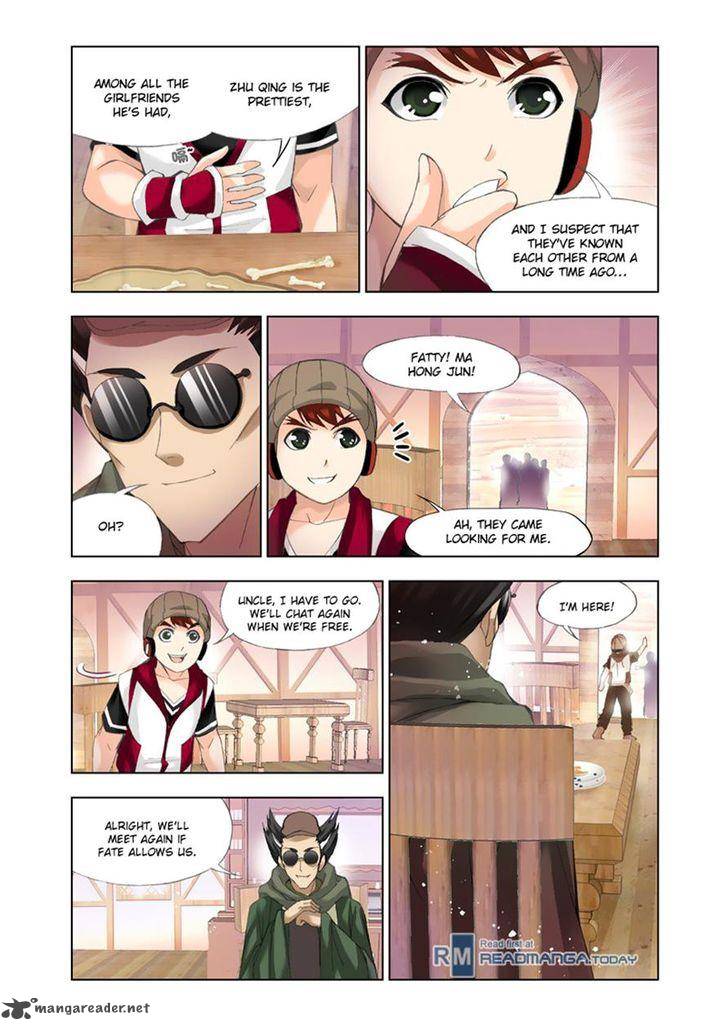 AMONG ALL THE
GIRLFRIENDS
HE'S HAD,
ZHU QING IS THE
PRETTIEST,
嗝
AND I SUSPECT THAT
THEY'VE KNOWN
EACH OTHER FROM A
LONG TIME AGO...
OH?
FATTY! MA
HONG JUN!
AH, THEY CAME
LOOKING FOR ME.
UNCLE, I HAVE TO GO.
WE'LL CHAT AGAIN
WHEN WE'RE FREE.
I'M HERE!
ALRIGHT, WE'LL
MEET AGAIN IF
FATE ALLOWS US.
RM
Read first at
READMANGA.TODAY
mangareader.net